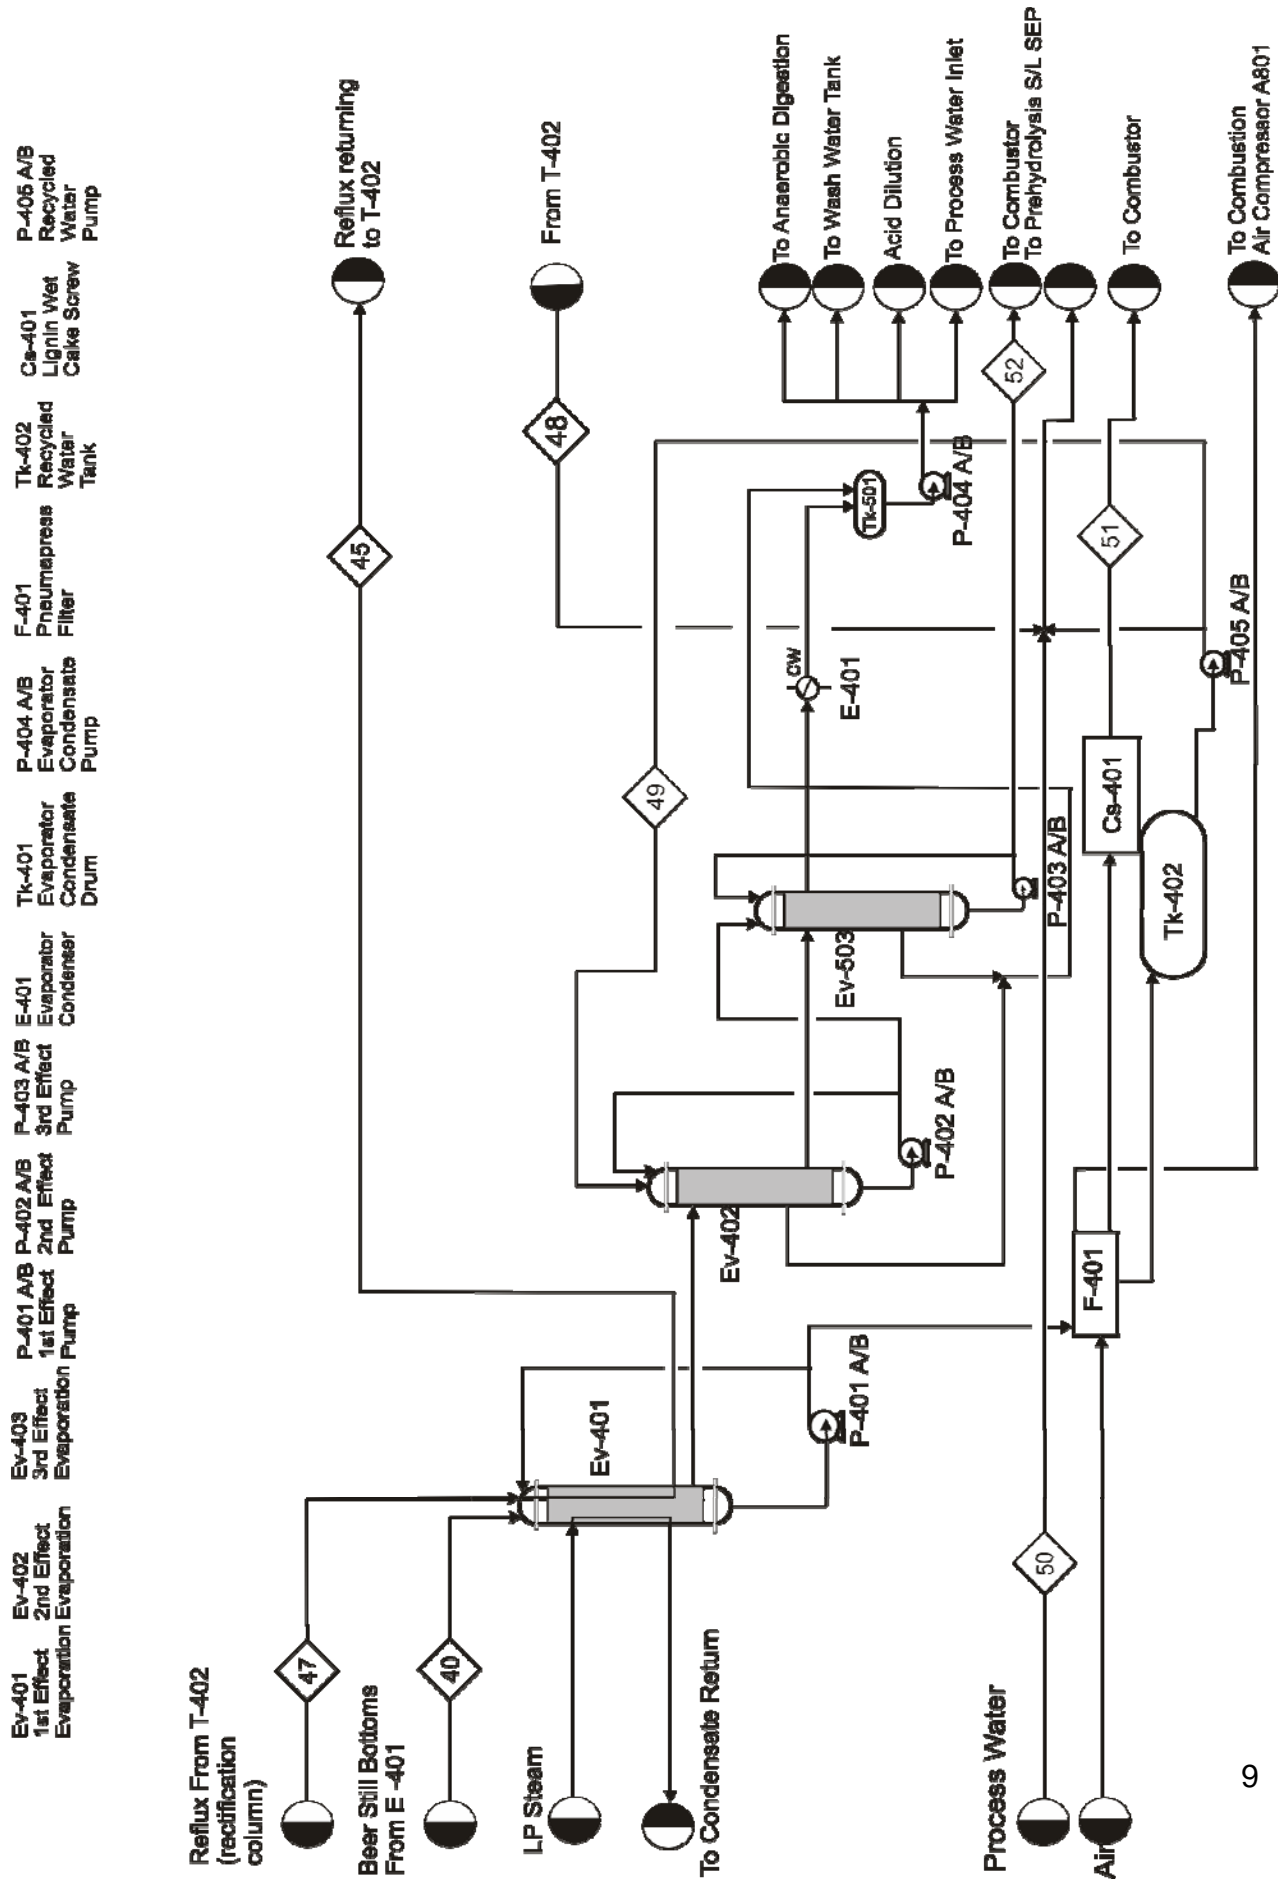 Ev-401
1st Effect
Evaporation
Ev-402
2nd Effect
Evaporation
Ev-403
3rd Effect
Evaporation
P-401 A/B
1st Effect
Pump
P-402 A/B
2nd Effect
Pump
P-403 A/B
3rd Effect
Pump
E-401
Evaporator
Condenser
Tk-401
Evaporator
Condensate
Drum
P-404 A/B
Evaporator
Condensate
Pump
F-401
Pneumapress
Filter
Tk-402
Recycled
Water
Tank
Cs-401
Lignin Wet
Cake Screw
P-405 A/B
Recycled
Water
Pump
Reflux From T-402
(rectification
column)
47
45
Reflux returning
to T-402
Beer Still Bottoms
From E -401
40
48
From T-402
LP Steam
To Condensate Return
Ev-401
P-401 A/B
Ev-402
P-402 A/B
49
Ev-503
P-403 A/B
CW
E-401
Tk-501
P-404 A/B
To Anaerobic Digestion
To Wash Water Tank
Acid Dilution
To Process Water Inlet
52
To Combustor
To Prehydrolysis S/L SEP
Process Water
50
Cs-401
51
To Combustor
Air
F-401
Tk-402
P-405 A/B
To Combustion
Air Compressor A801
9